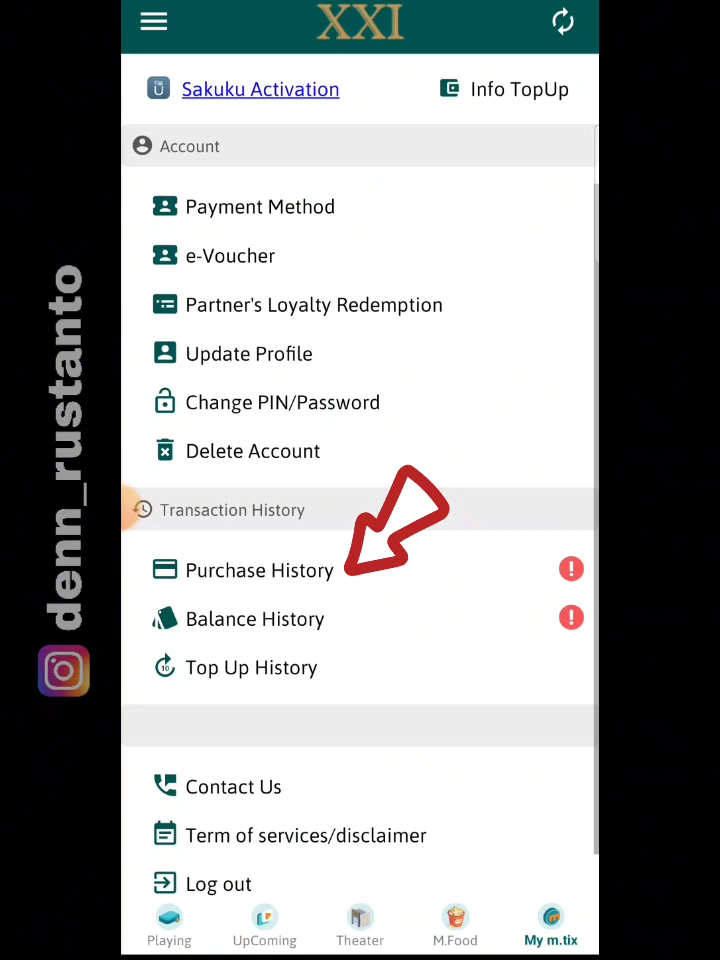 XXI
Sakuku Activation
Info TopUp
Account
Payment Method
e-Voucher
Partner's Loyalty Redemption
Update Profile
Change PIN/Password
Delete Account
Transaction History
Purchase History
Balance History
10
Top Up History
Contact Us
Term of services/disclaimer
Log out
Playing
UpComing
Theater
M.Food
My m.tix
denn_rustanto